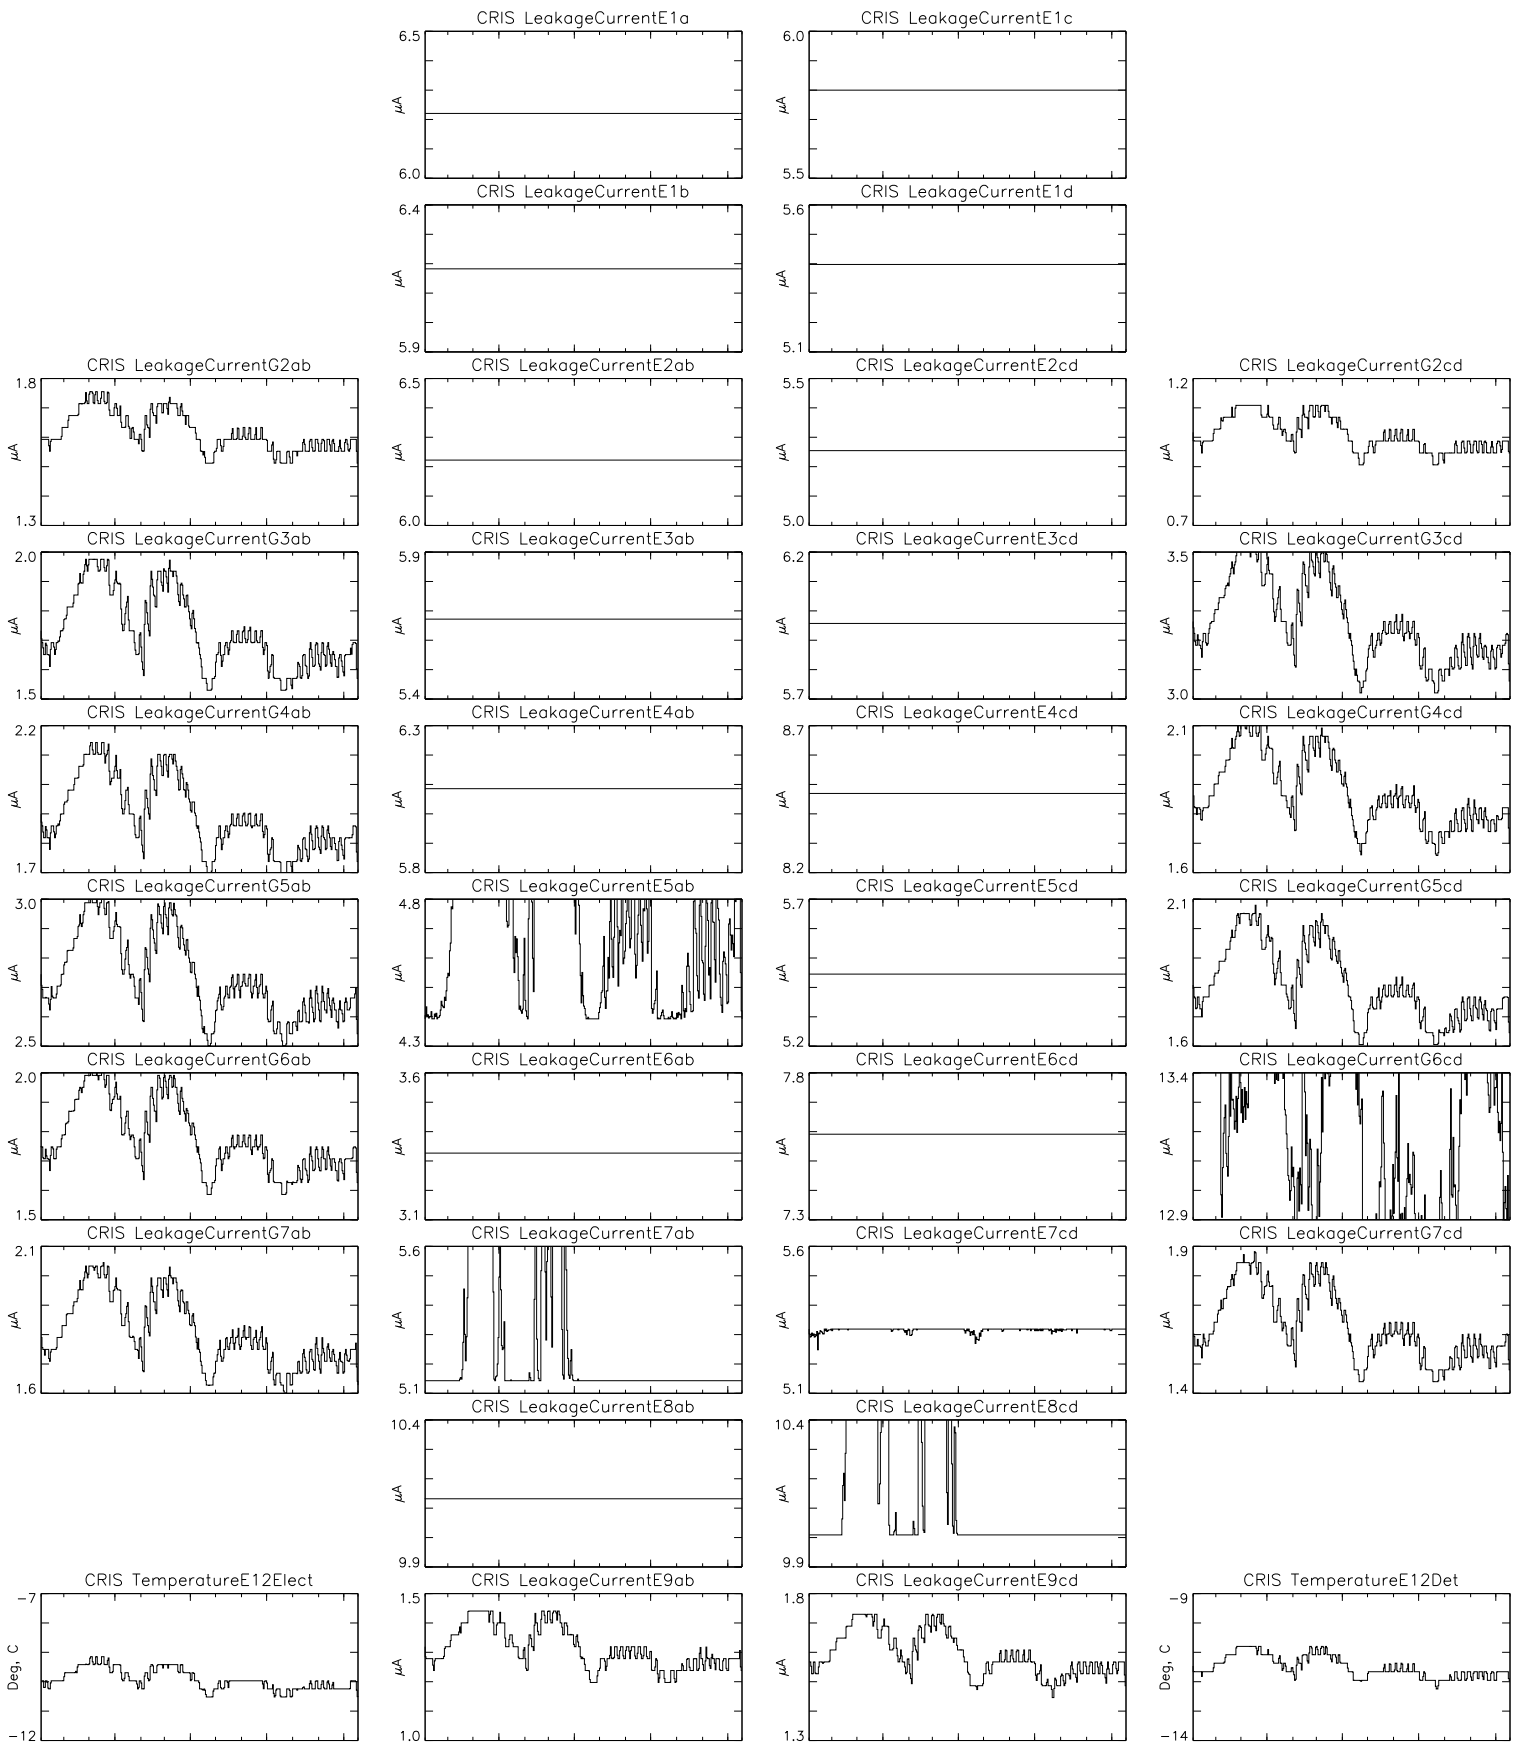 CRIS LeakageCurrentE1a
6.5
μA
6.0
CRIS LeakageCurrentE1c
6.0
μA
5.5
CRIS LeakageCurrentE1b
6.4
μA
5.9
CRIS LeakageCurrentE1d
5.6
μA
5.1
CRIS LeakageCurrentG2ab
1.8
μA
1.3
CRIS LeakageCurrentE2ab
6.5
μA
6.0
CRIS LeakageCurrentE2cd
5.5
μA
5.0
CRIS LeakageCurrentG2cd
1.2
μA
0.7
CRIS LeakageCurrentG3ab
2.0
μA
1.5
CRIS LeakageCurrentE3ab
5.9
μA
5.4
CRIS LeakageCurrentE3cd
6.2
μA
5.7
CRIS LeakageCurrentG3cd
3.5
μA
3.0
CRIS LeakageCurrentG4ab
2.2
μA
1.7
CRIS LeakageCurrentE4ab
6.3
μA
5.8
CRIS LeakageCurrentE4cd
8.7
μA
8.2
CRIS LeakageCurrentG4cd
2.1
μA
1.6
CRIS LeakageCurrentG5ab
3.0
μA
2.5
CRIS LeakageCurrentE5ab
4.8
μA
4.3
CRIS LeakageCurrentE5cd
5.7
μA
5.2
CRIS LeakageCurrentG5cd
2.1
μA
1.6
CRIS LeakageCurrentG6ab
2.0
μA
1.5
CRIS LeakageCurrentE6ab
3.6
μA
3.1
CRIS LeakageCurrentE6cd
7.8
μA
7.3
CRIS LeakageCurrentG6cd
13.4
μA
12.9
CRIS LeakageCurrentG7ab
2.1
μA
1.6
CRIS LeakageCurrentE7ab
5.6
μA
5.1
CRIS LeakageCurrentE7cd
5.6
μA
5.1
CRIS LeakageCurrentG7cd
1.9
μA
1.4
CRIS LeakageCurrentE8ab
10.4
μA
9.9
CRIS LeakageCurrentE8cd
10.4
μA
9.9
CRIS TemperatureE12Elect
-7
Deg, C
-12
CRIS LeakageCurrentE9ab
1.5
μA
1.0
CRIS LeakageCurrentE9cd
1.8
μA
1.3
CRIS TemperatureE12Det
-9
Deg, C
-14